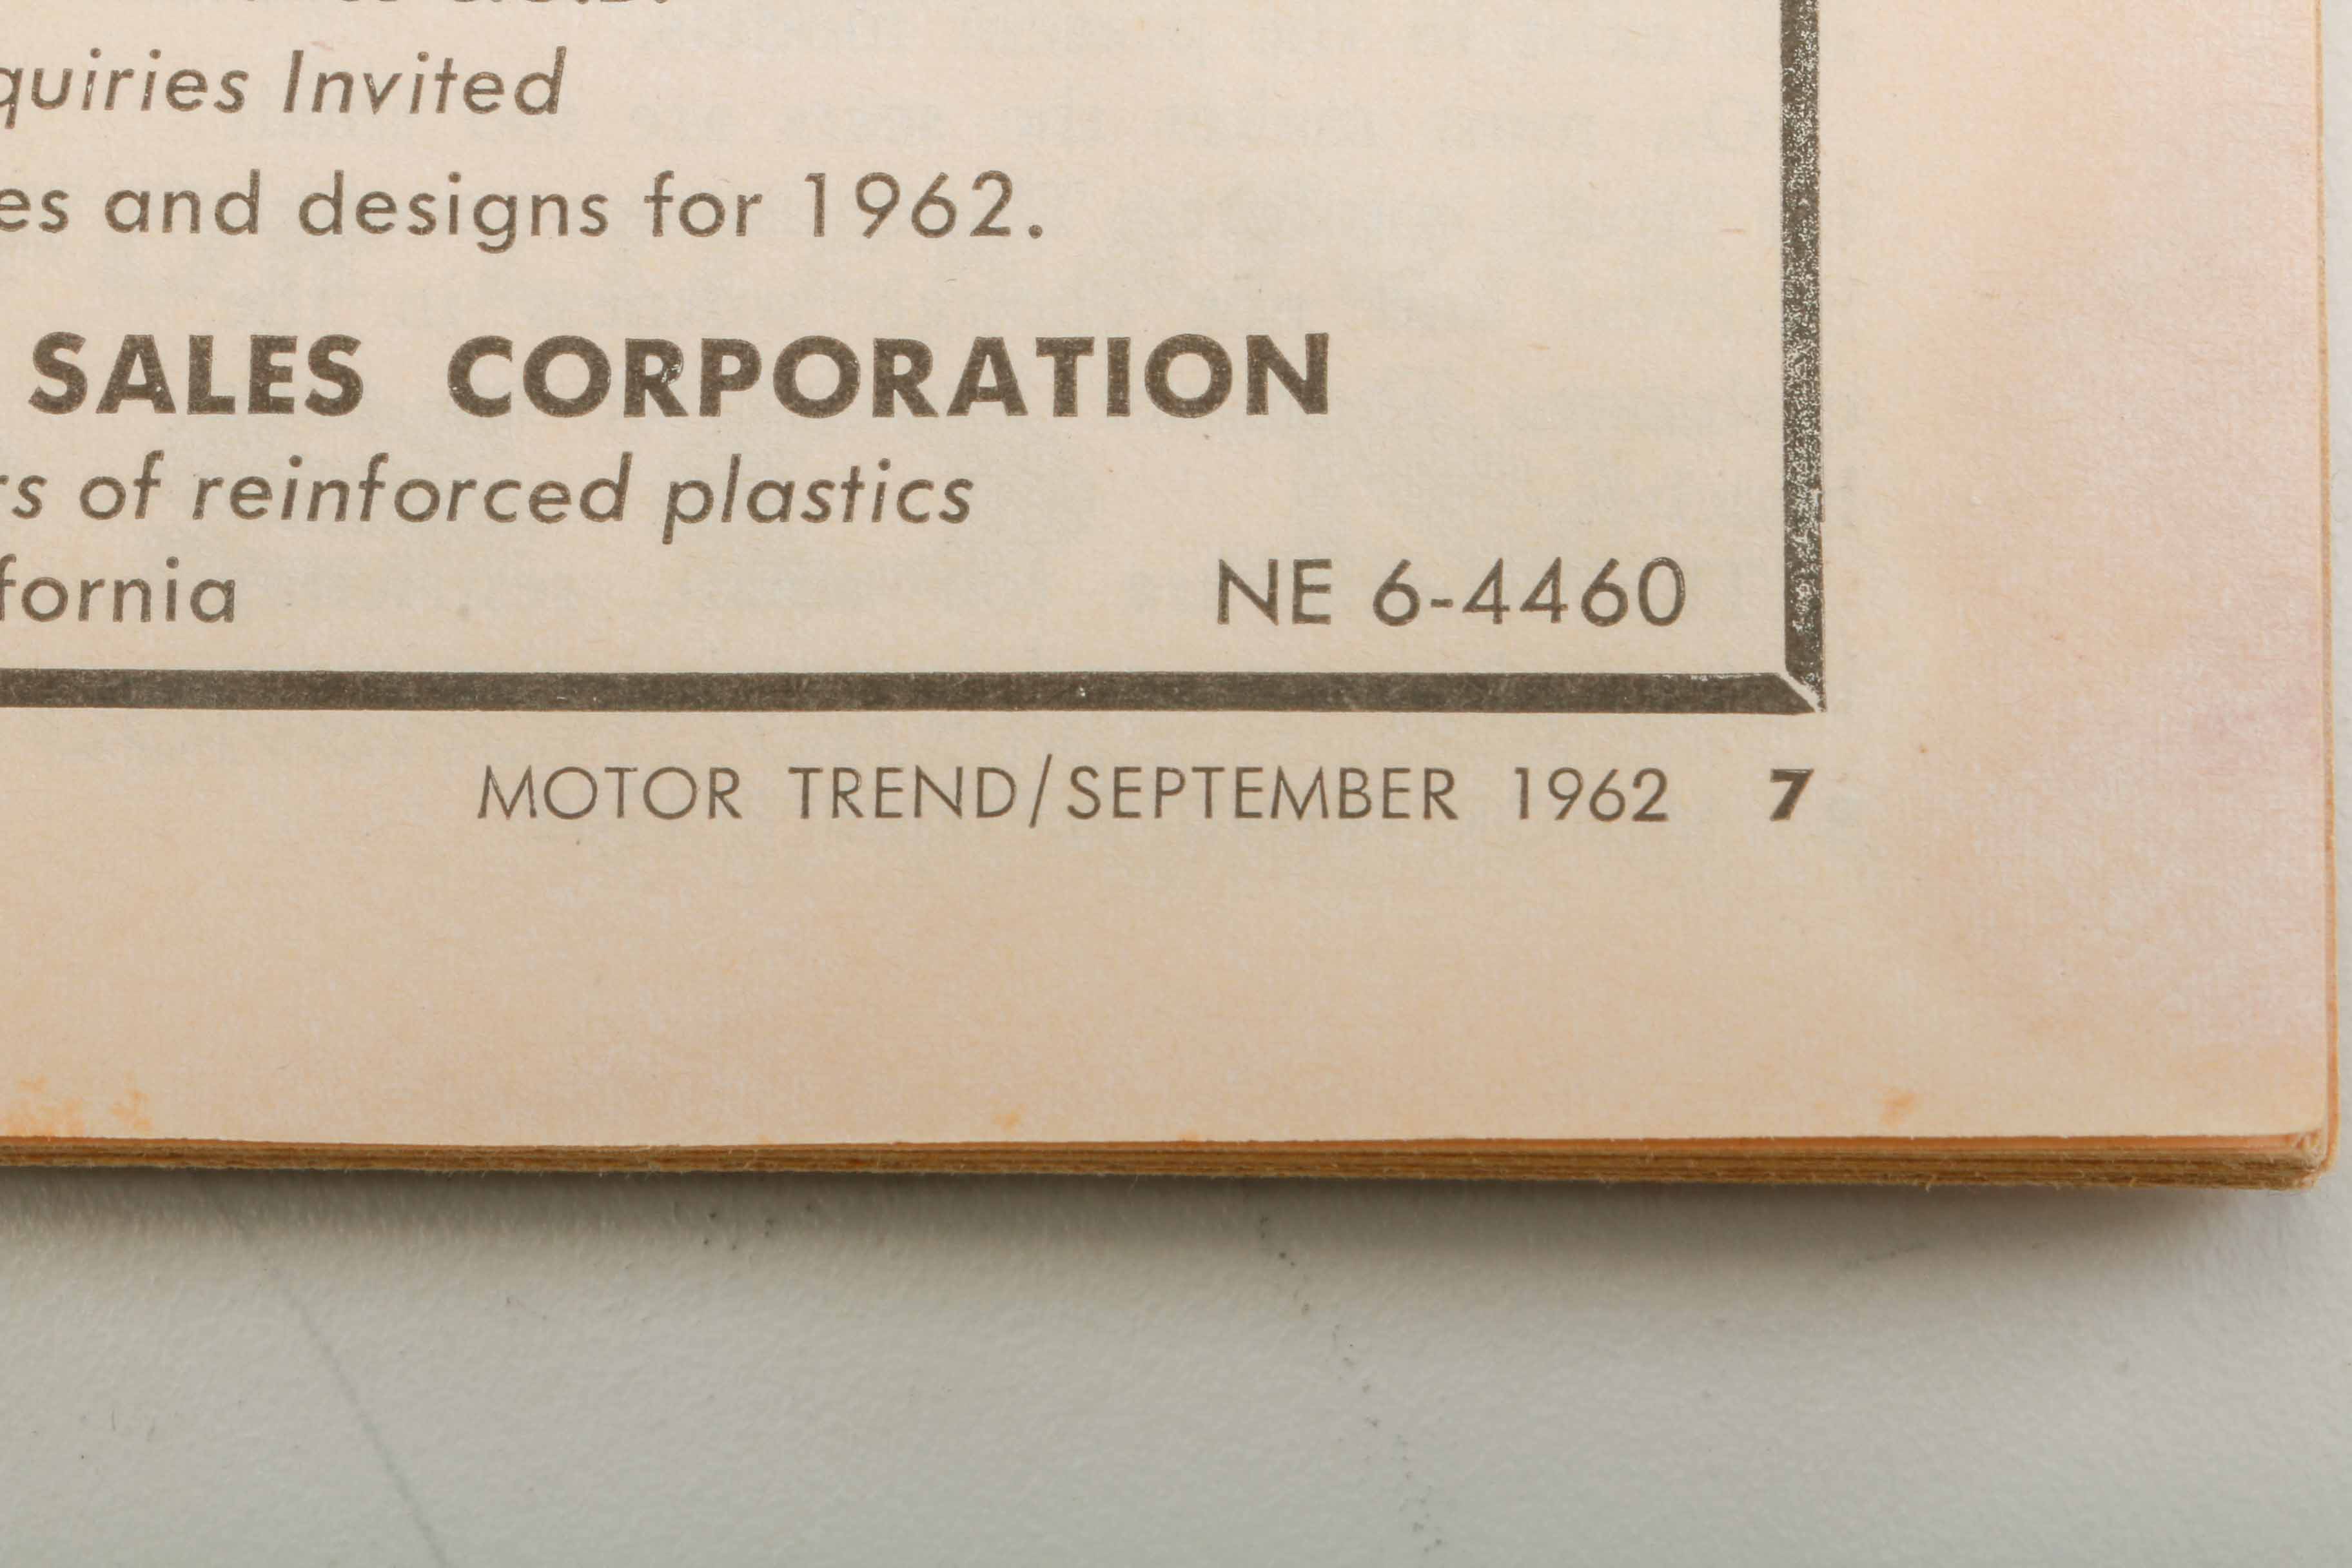 quiries Invited
es and designs for 1962.
SALES CORPORATION
rs of reinforced plastics
fornia NE 6-4460
MOTOR TREND/SEPTEMBER 1962 7